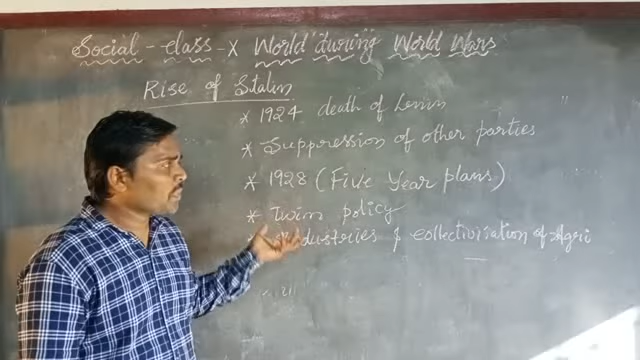 Social - class - X World during World Wars
Rise of Stalin
* 1924 death of Lenin
* Suppression of other parties
* 1928 (Five Year plans)
* Twin policy
* Industries & collectivisation of Agri